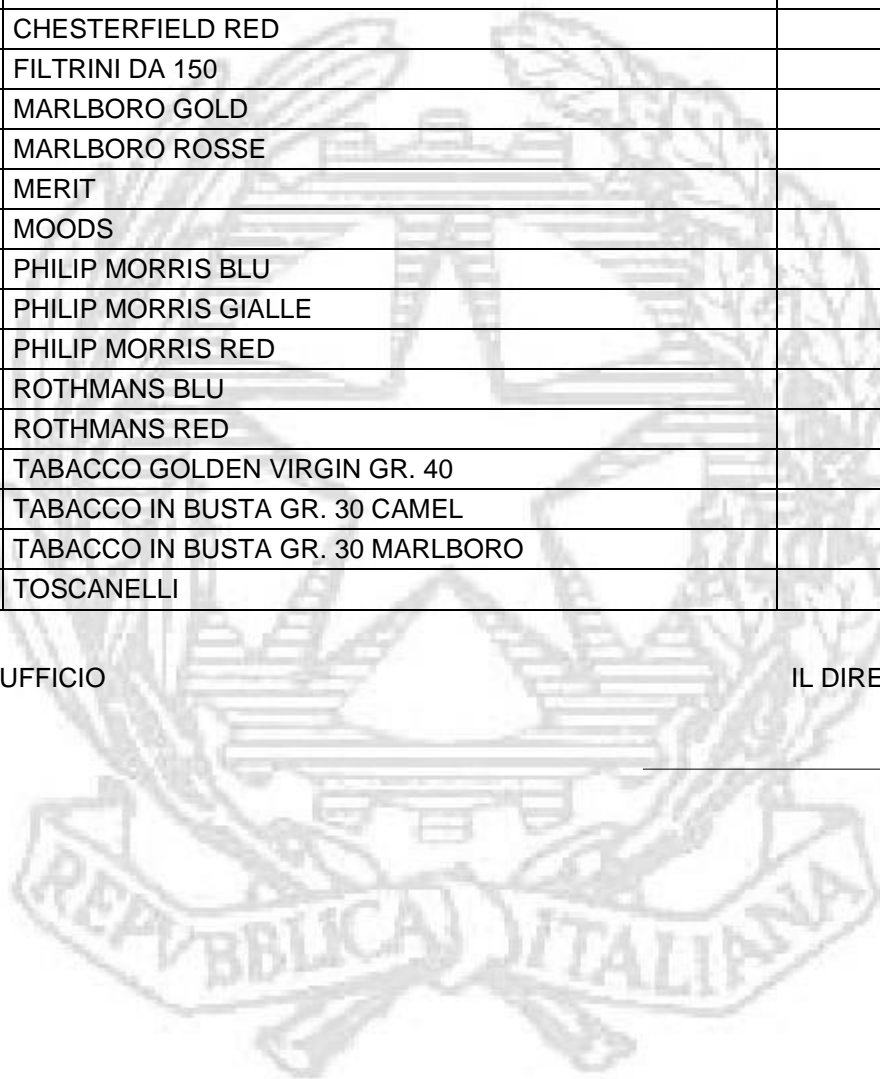 CHESTERFIELD RED
FILTRINI DA 150
MARLBORO GOLD
MARLBORO ROSSE
MERIT
MOODS
PHILIP MORRIS BLU
PHILIP MORRIS GIALLE
PHILIP MORRIS RED
ROTHMANS BLU
ROTHMANS RED
TABACCO GOLDEN VIRGIN GR. 40
TABACCO IN BUSTA GR. 30 CAMEL
TABACCO IN BUSTA GR. 30 MARLBORO
TOSCANELLI
UFFICIO IL DIRE
REPVBBLICA ITALIANA